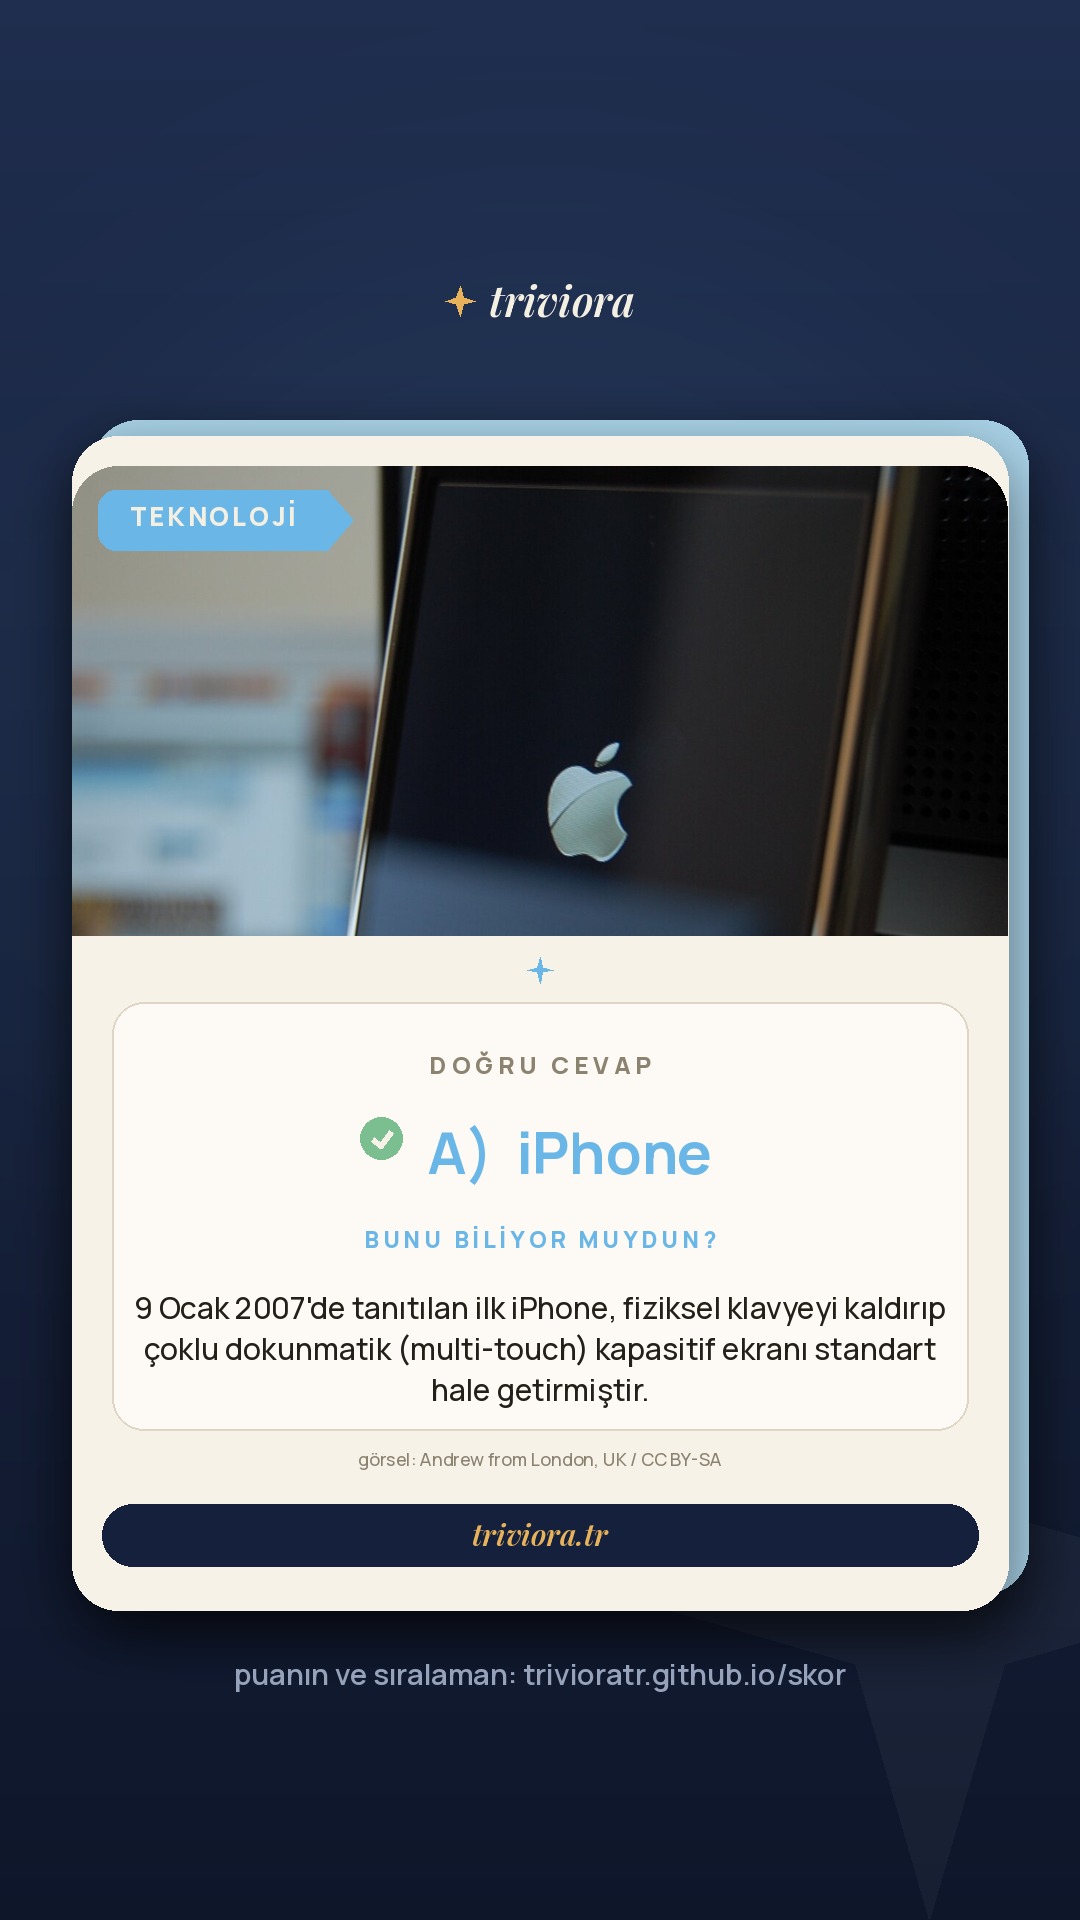 triviora
TEKNOLOJİ
DOĞRU CEVAP
A) iPhone
BUNU BİLİYOR MUYDUN?
9 Ocak 2007'de tanıtılan ilk iPhone, fiziksel klavyeyi kaldırıp
çoklu dokunmatik (multi-touch) kapasitif ekranı standart
hale getirmiştir.
görsel: Andrew from London, UK / CC BY-SA
triviora.tr
puanın ve sıralaman: trivioratr.github.io/skor